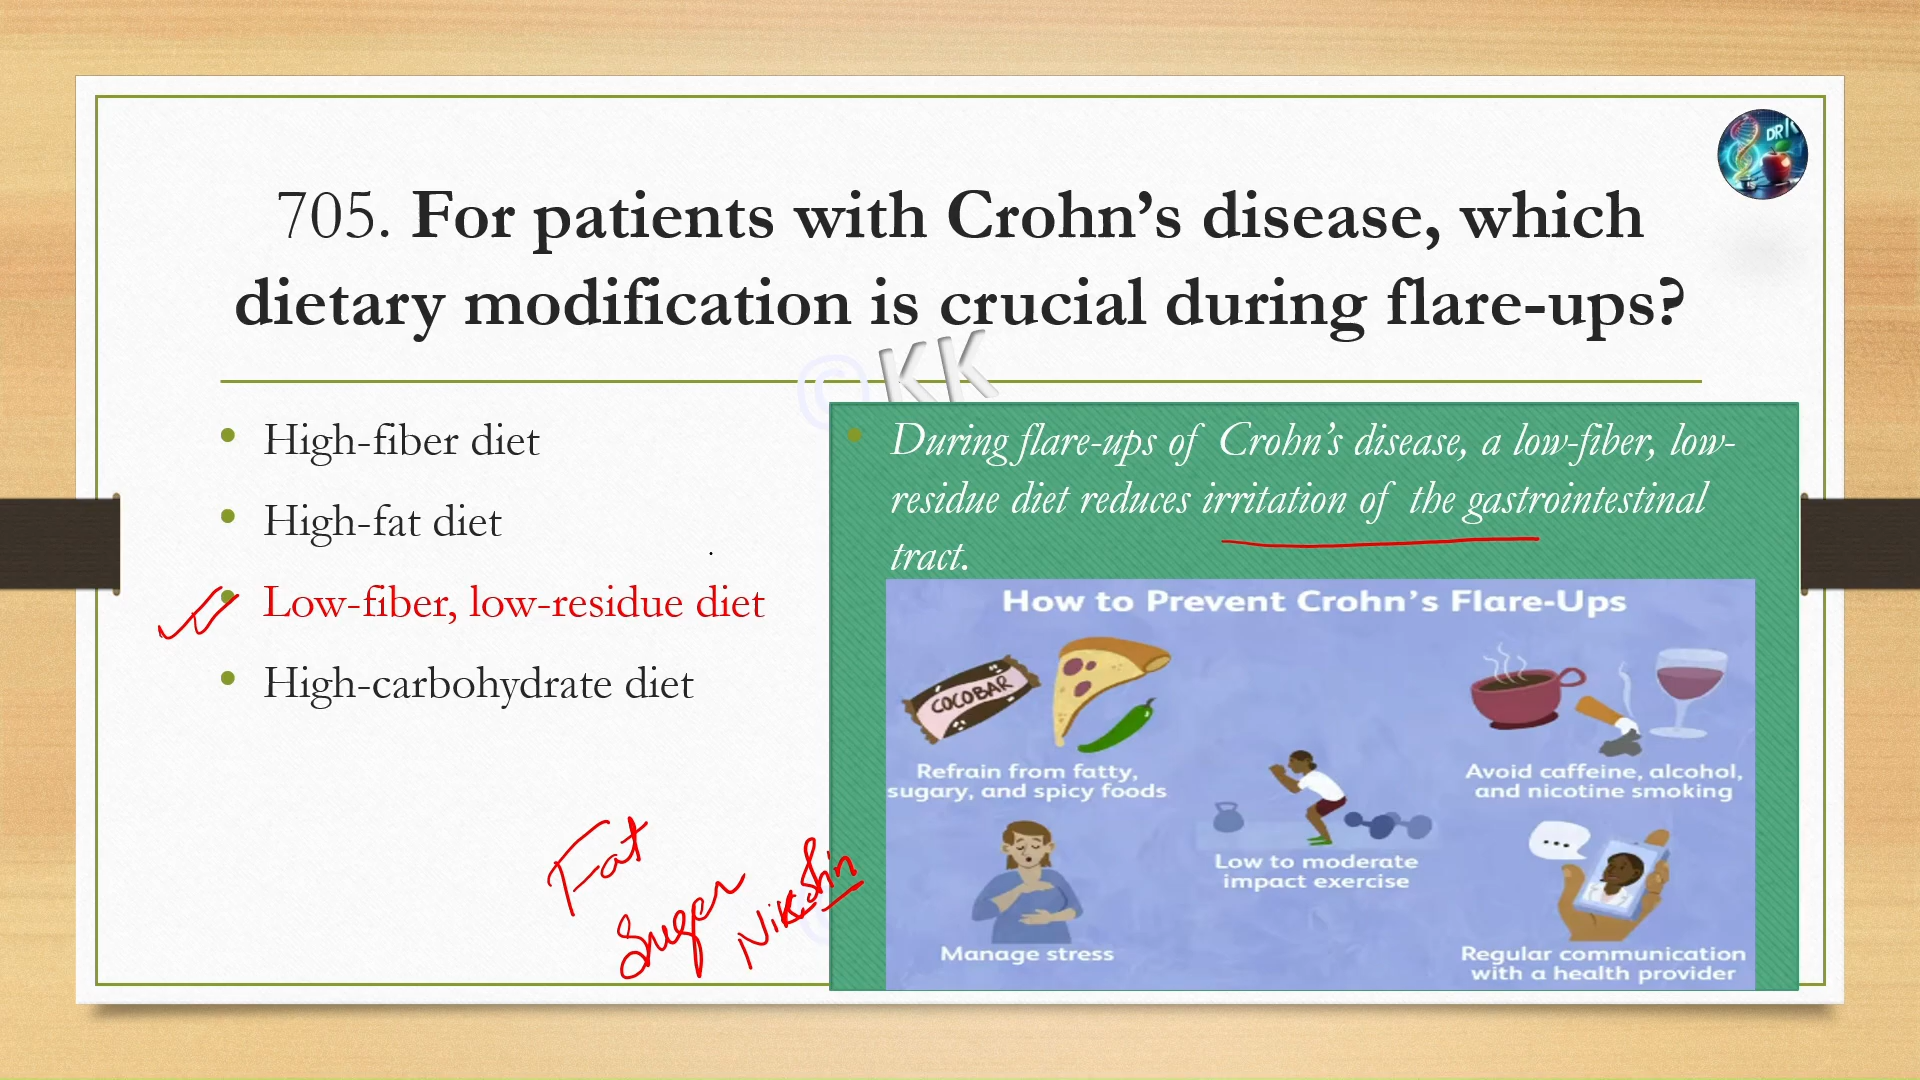 DR K
705. For patients with Crohn’s disease, which
dietary modification is crucial during flare-ups?
©KK
• High-fiber diet
• High-fat diet
• Low-fiber, low-residue diet
• High-carbohydrate diet
• During flare-ups of Crohn’s disease, a low-fiber, low-
residue diet reduces irritation of the gastrointestinal
tract.
How to Prevent Crohn’s Flare-Ups
COCOBAR
Refrain from fatty,
sugary, and spicy foods
Avoid caffeine, alcohol,
and nicotine smoking
Low to moderate
impact exercise
Manage stress
Regular communication
with a health provider
Fat
Sugar